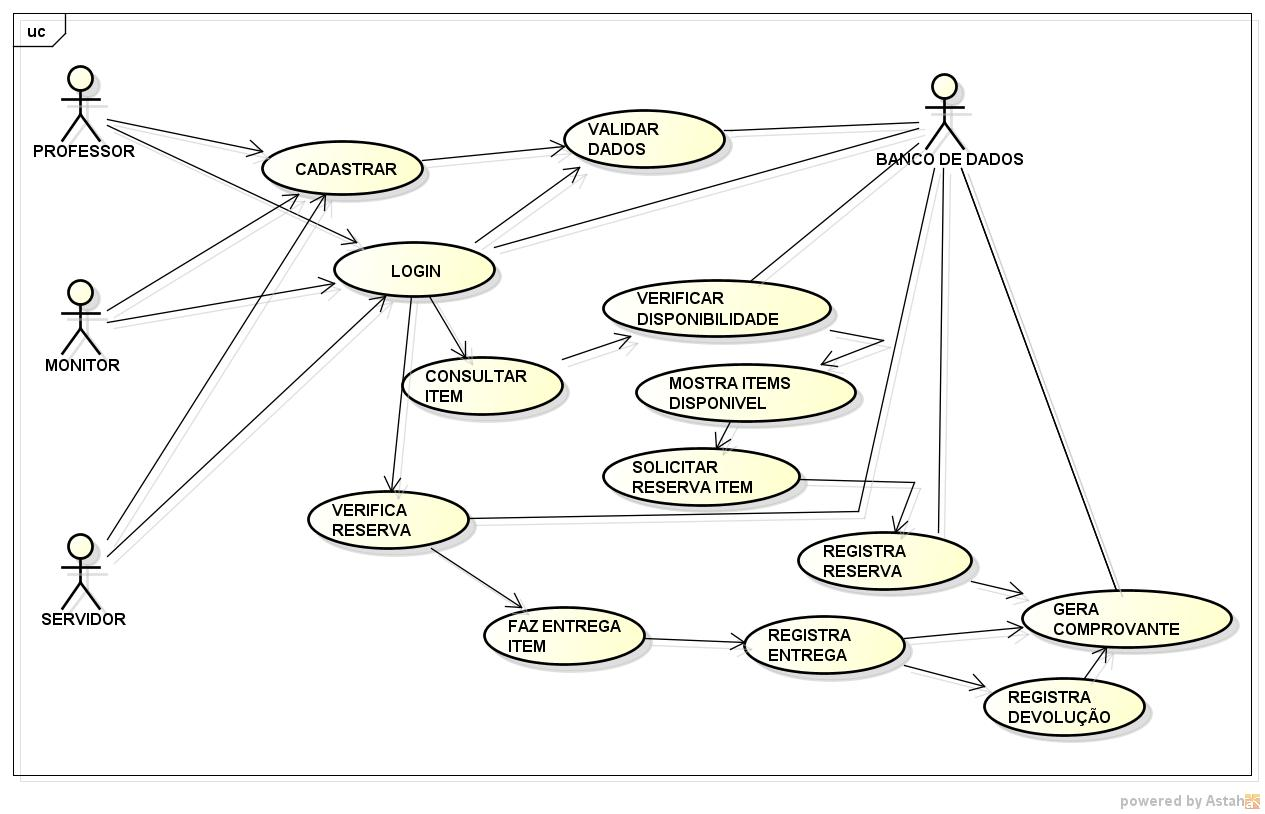 uc
PROFESSOR
BANCO DE DADOS
VALIDAR
DADOS
CADASTRAR
LOGIN
MONITOR
VERIFICAR
DISPONIBILIDADE
CONSULTAR
ITEM
MOSTRA ITEMS
DISPONIVEL
SOLICITAR
RESERVA ITEM
VERIFICA
RESERVA
REGISTRA
RESERVA
SERVIDOR
FAZ ENTREGA
ITEM
REGISTRA
ENTREGA
GERA
COMPROVANTE
REGISTRA
DEVOLUÇÃO
powered by Astah